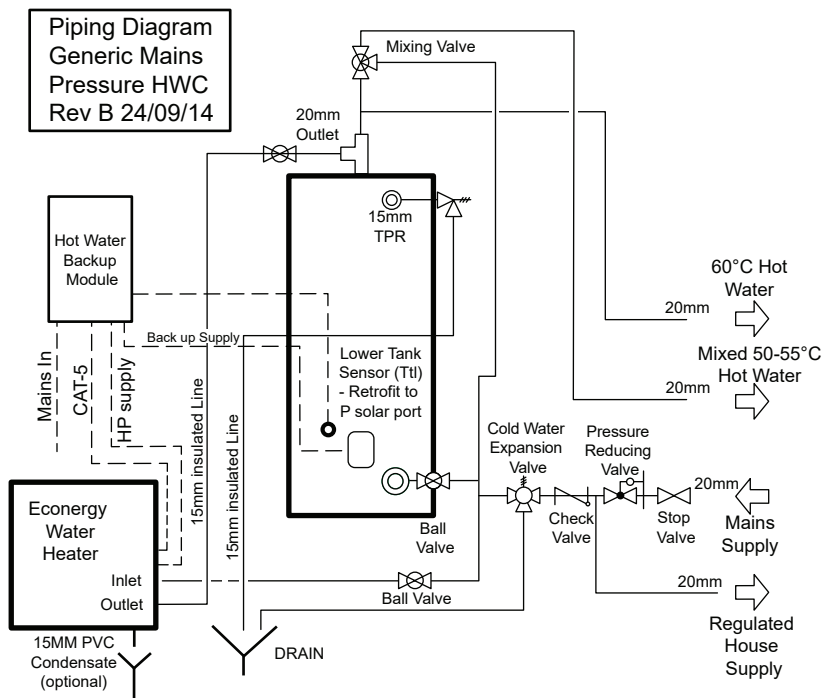 Piping Diagram
Generic Mains
Pressure HWC
Rev B 24/09/14
Mixing Valve
20mm
Outlet
15mm
TPR
Hot Water
Backup
Module
60°C Hot
Water
20mm
Back up Supply
Mixed 50-55°C
Hot Water
20mm
Lower Tank
Sensor (Ttl)
- Retrofit to
P solar port
Mains In
CAT-5
HP supply
15mm insulated Line
15mm insulated Line
Cold Water
Expansion
Valve
Pressure
Reducing
Valve
20mm
Mains
Supply
Check
Valve
Stop
Valve
Ball
Valve
Econergy
Water
Heater
Inlet
Outlet
Ball Valve
20mm
Regulated
House
Supply
15MM PVC
Condensate
(optional)
DRAIN